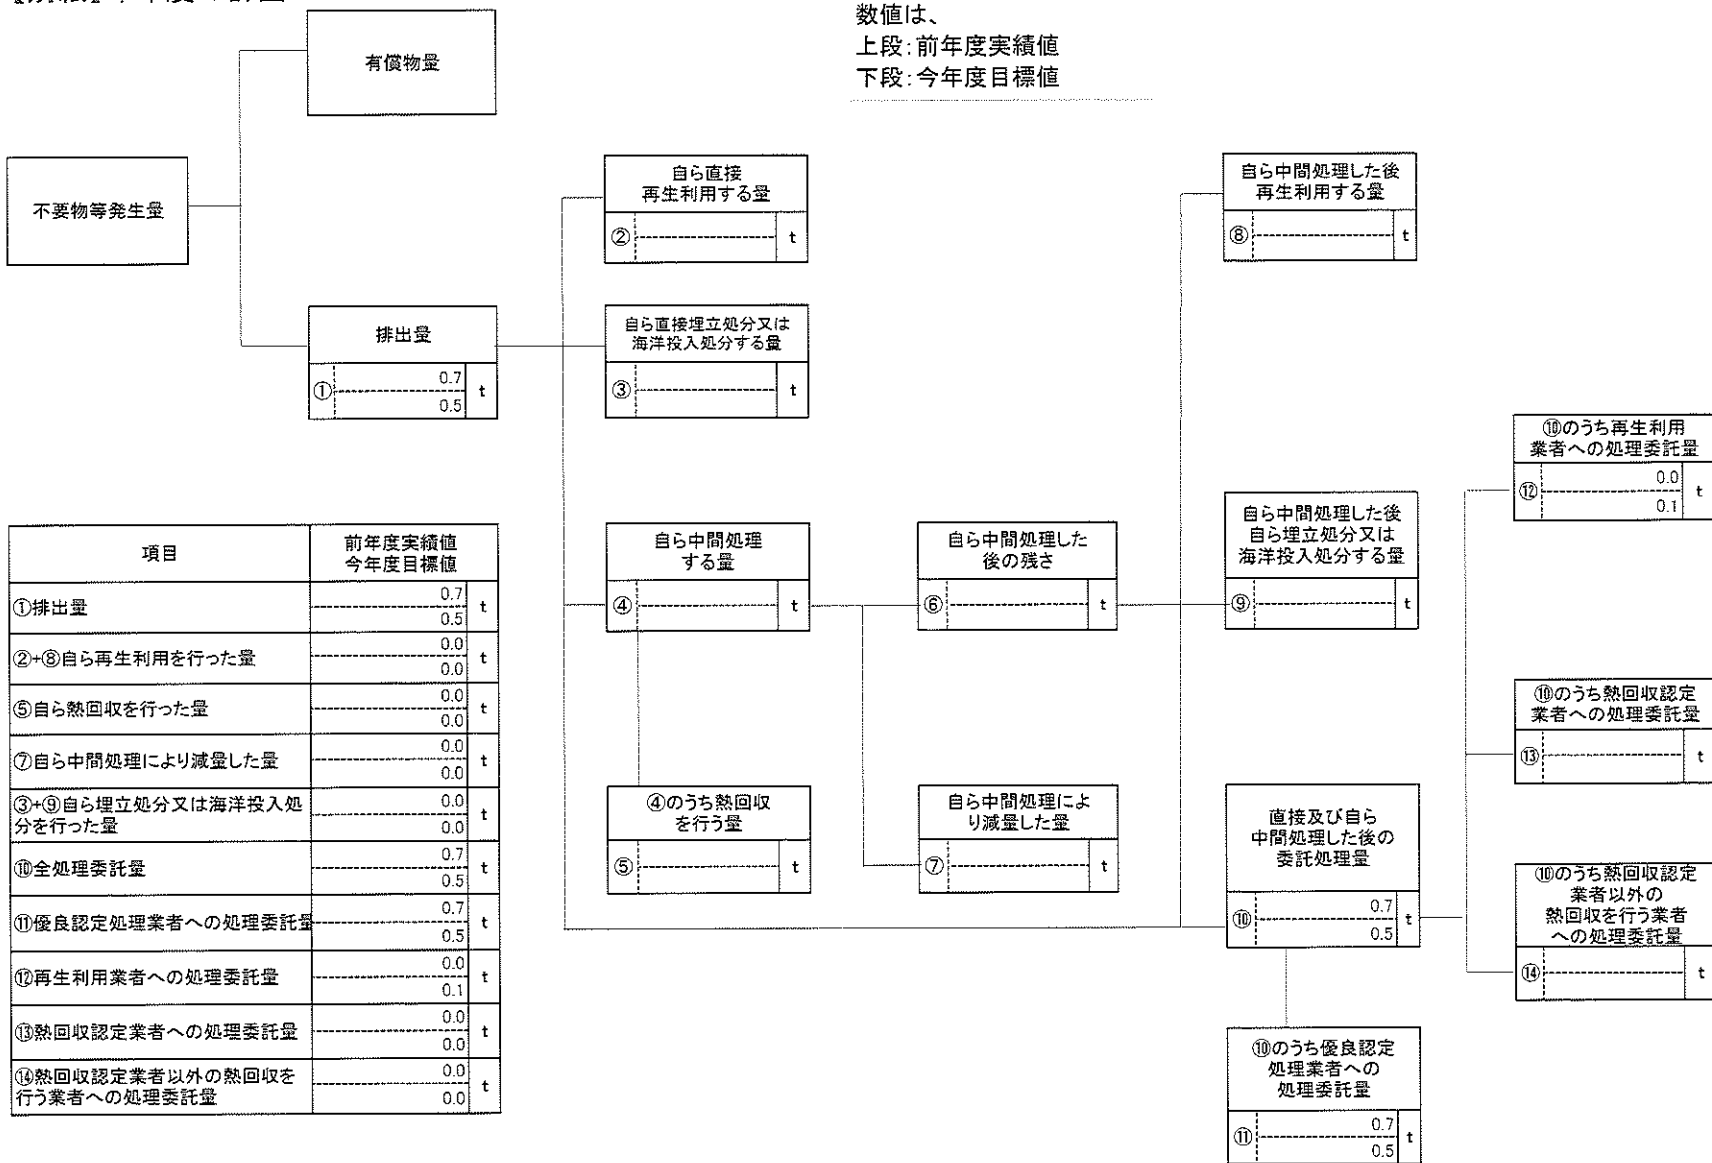 数値は、
上段:前年度実績値
下段:今年度目標値
有償物量
不要物等発生量
排出量
①
0.7
0.5
t
自ら直接
再生利用する量
②
t
自ら直接埋立処分又は
海洋投入処分する量
③
t
自ら中間処理
する量
④
t
④のうち熱回収
を行う量
⑤
t
自ら中間処理した
後の残さ
⑥
t
自ら中間処理によ
り減量した量
⑦
t
自ら中間処理した後
再生利用する量
⑧
t
自ら中間処理した後
自ら埋立処分又は
海洋投入処分する量
⑨
t
直接及び自ら
中間処理した後の
委託処理量
⑩
0.7
0.5
t
⑩のうち優良認定
処理業者への
処理委託量
⑪
0.7
0.5
t
⑩のうち再生利用
業者への処理委託量
⑫
0.0
0.1
t
⑩のうち熱回収認定
業者への処理委託量
⑬
t
⑩のうち熱回収認定
業者以外の
熱回収を行う業者
への処理委託量
⑭
t
項目
前年度実績値
今年度目標値
①排出量
0.7
0.5
t
②+⑧自ら再生利用を行った量
0.0
0.0
t
⑤自ら熱回収を行った量
0.0
0.0
t
⑦自ら中間処理により減量した量
0.0
0.0
t
③+⑨自ら埋立処分又は海洋投入処
分を行った量
0.0
0.0
t
⑩全処理委託量
0.7
0.5
t
⑪優良認定処理業者への処理委託量
0.7
0.5
t
⑫再生利用業者への処理委託量
0.0
0.1
t
⑬熱回収認定業者への処理委託量
0.0
0.0
t
⑭熱回収認定業者以外の熱回収を
行う業者への処理委託量
0.0
0.0
t